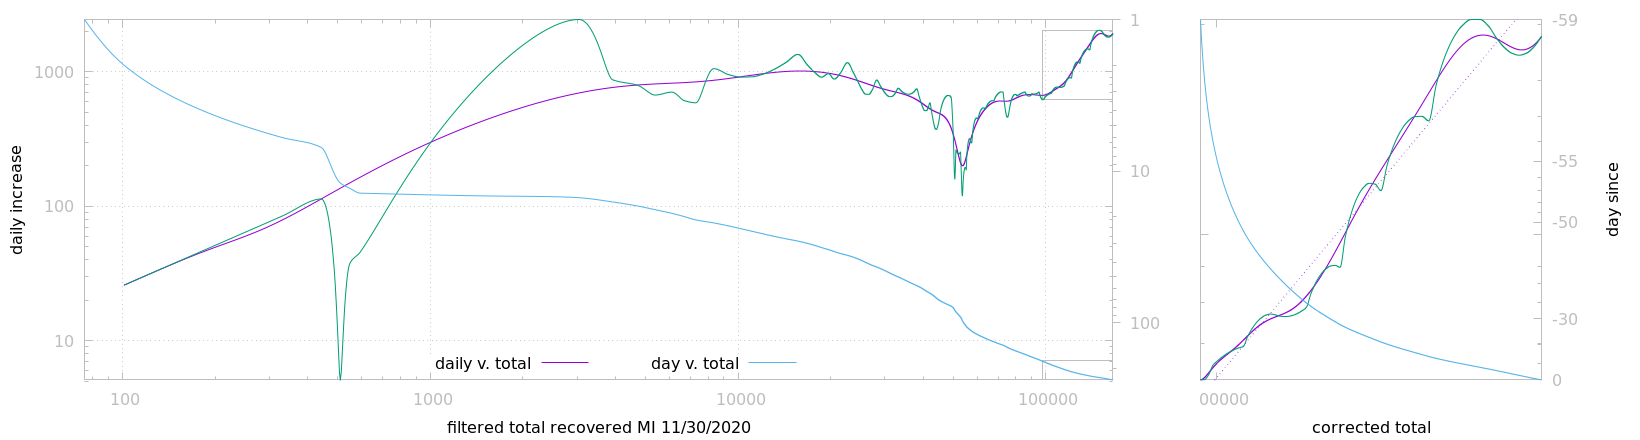 daily increase
1000
100
10
100
1000
10000
100000
1
10
100
daily v. total
day v. total
filtered total recovered MI 11/30/2020
-59
-55
-50
-30
0
day since
00000
corrected total